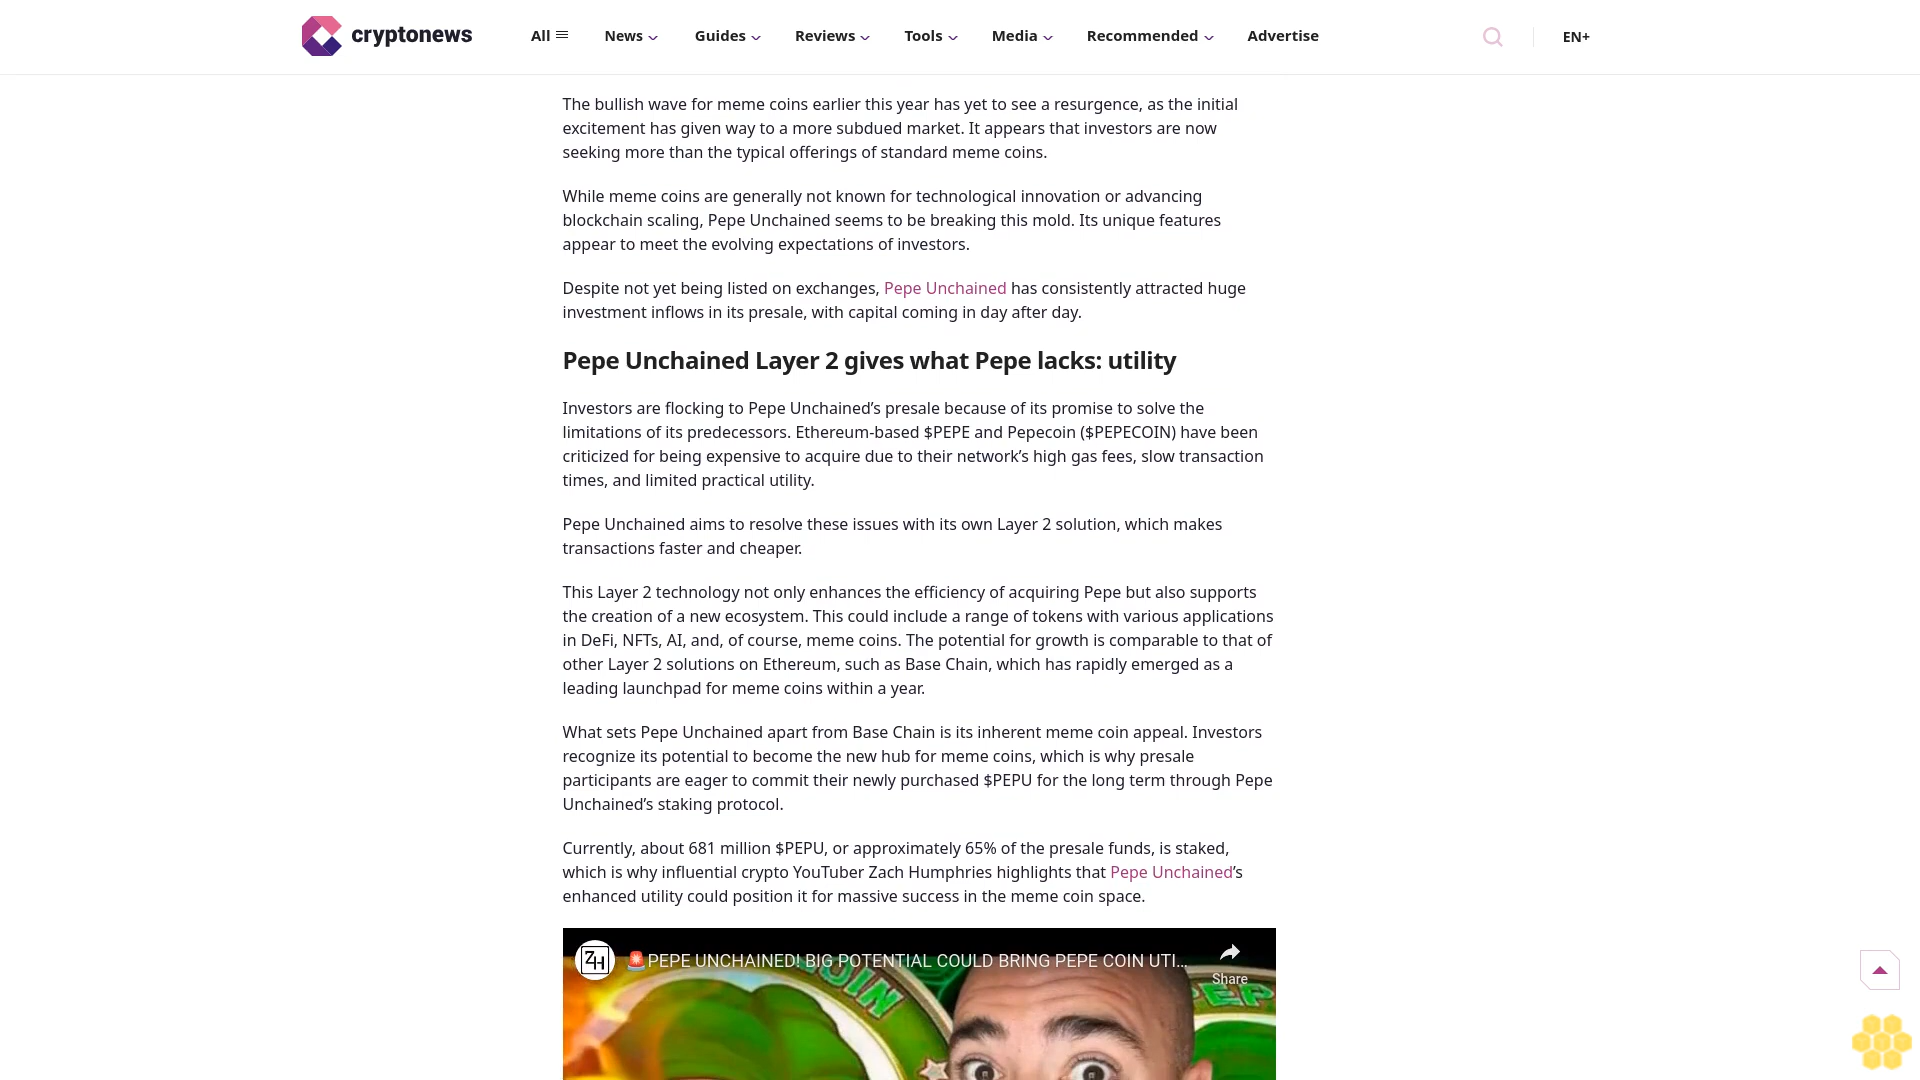 cryptonews
All
News
Guides
Reviews
Tools
Media
Recommended
Advertise
EN+
The bullish wave for meme coins earlier this year has yet to see a resurgence, as the initial
excitement has given way to a more subdued market. It appears that investors are now
seeking more than the typical offerings of standard meme coins.
While meme coins are generally not known for technological innovation or advancing
blockchain scaling, Pepe Unchained seems to be breaking this mold. Its unique features
appear to meet the evolving expectations of investors.
Despite not yet being listed on exchanges, Pepe Unchained has consistently attracted huge
investment inflows in its presale, with capital coming in day after day.
Pepe Unchained Layer 2 gives what Pepe lacks: utility
Investors are flocking to Pepe Unchained’s presale because of its promise to solve the
limitations of its predecessors. Ethereum-based $PEPE and Pepecoin ($PEPECOIN) have been
criticized for being expensive to acquire due to their network’s high gas fees, slow transaction
times, and limited practical utility.
Pepe Unchained aims to resolve these issues with its own Layer 2 solution, which makes
transactions faster and cheaper.
This Layer 2 technology not only enhances the efficiency of acquiring Pepe but also supports
the creation of a new ecosystem. This could include a range of tokens with various applications
in DeFi, NFTs, AI, and, of course, meme coins. The potential for growth is comparable to that of
other Layer 2 solutions on Ethereum, such as Base Chain, which has rapidly emerged as a
leading launchpad for meme coins within a year.
What sets Pepe Unchained apart from Base Chain is its inherent meme coin appeal. Investors
recognize its potential to become the new hub for meme coins, which is why presale
participants are eager to commit their newly purchased $PEPU for the long term through Pepe
Unchained’s staking protocol.
Currently, about 681 million $PEPU, or approximately 65% of the presale funds, is staked,
which is why influential crypto YouTuber Zach Humphries highlights that Pepe Unchained’s
enhanced utility could position it for massive success in the meme coin space.
ZH
🚨PEPE UNCHAINED! BIG POTENTIAL COULD BRING PEPE COIN UTI...
Share
COIN
PEP